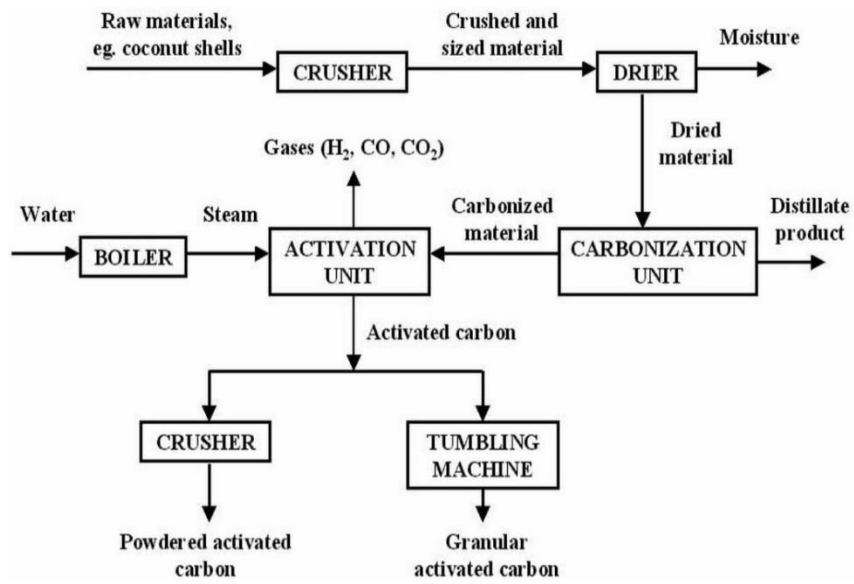 Raw materials,
eg. coconut shells
CRUSHER
Crushed and
sized material
DRIER
Moisture
Dried
material
Gases (H₂, CO, CO₂)
Water
BOILER
Steam
ACTIVATION
UNIT
Carbonized
material
CARBONIZATION
UNIT
Distillate
product
Activated carbon
CRUSHER
TUMBLING
MACHINE
Powdered activated
carbon
Granular
activated carbon